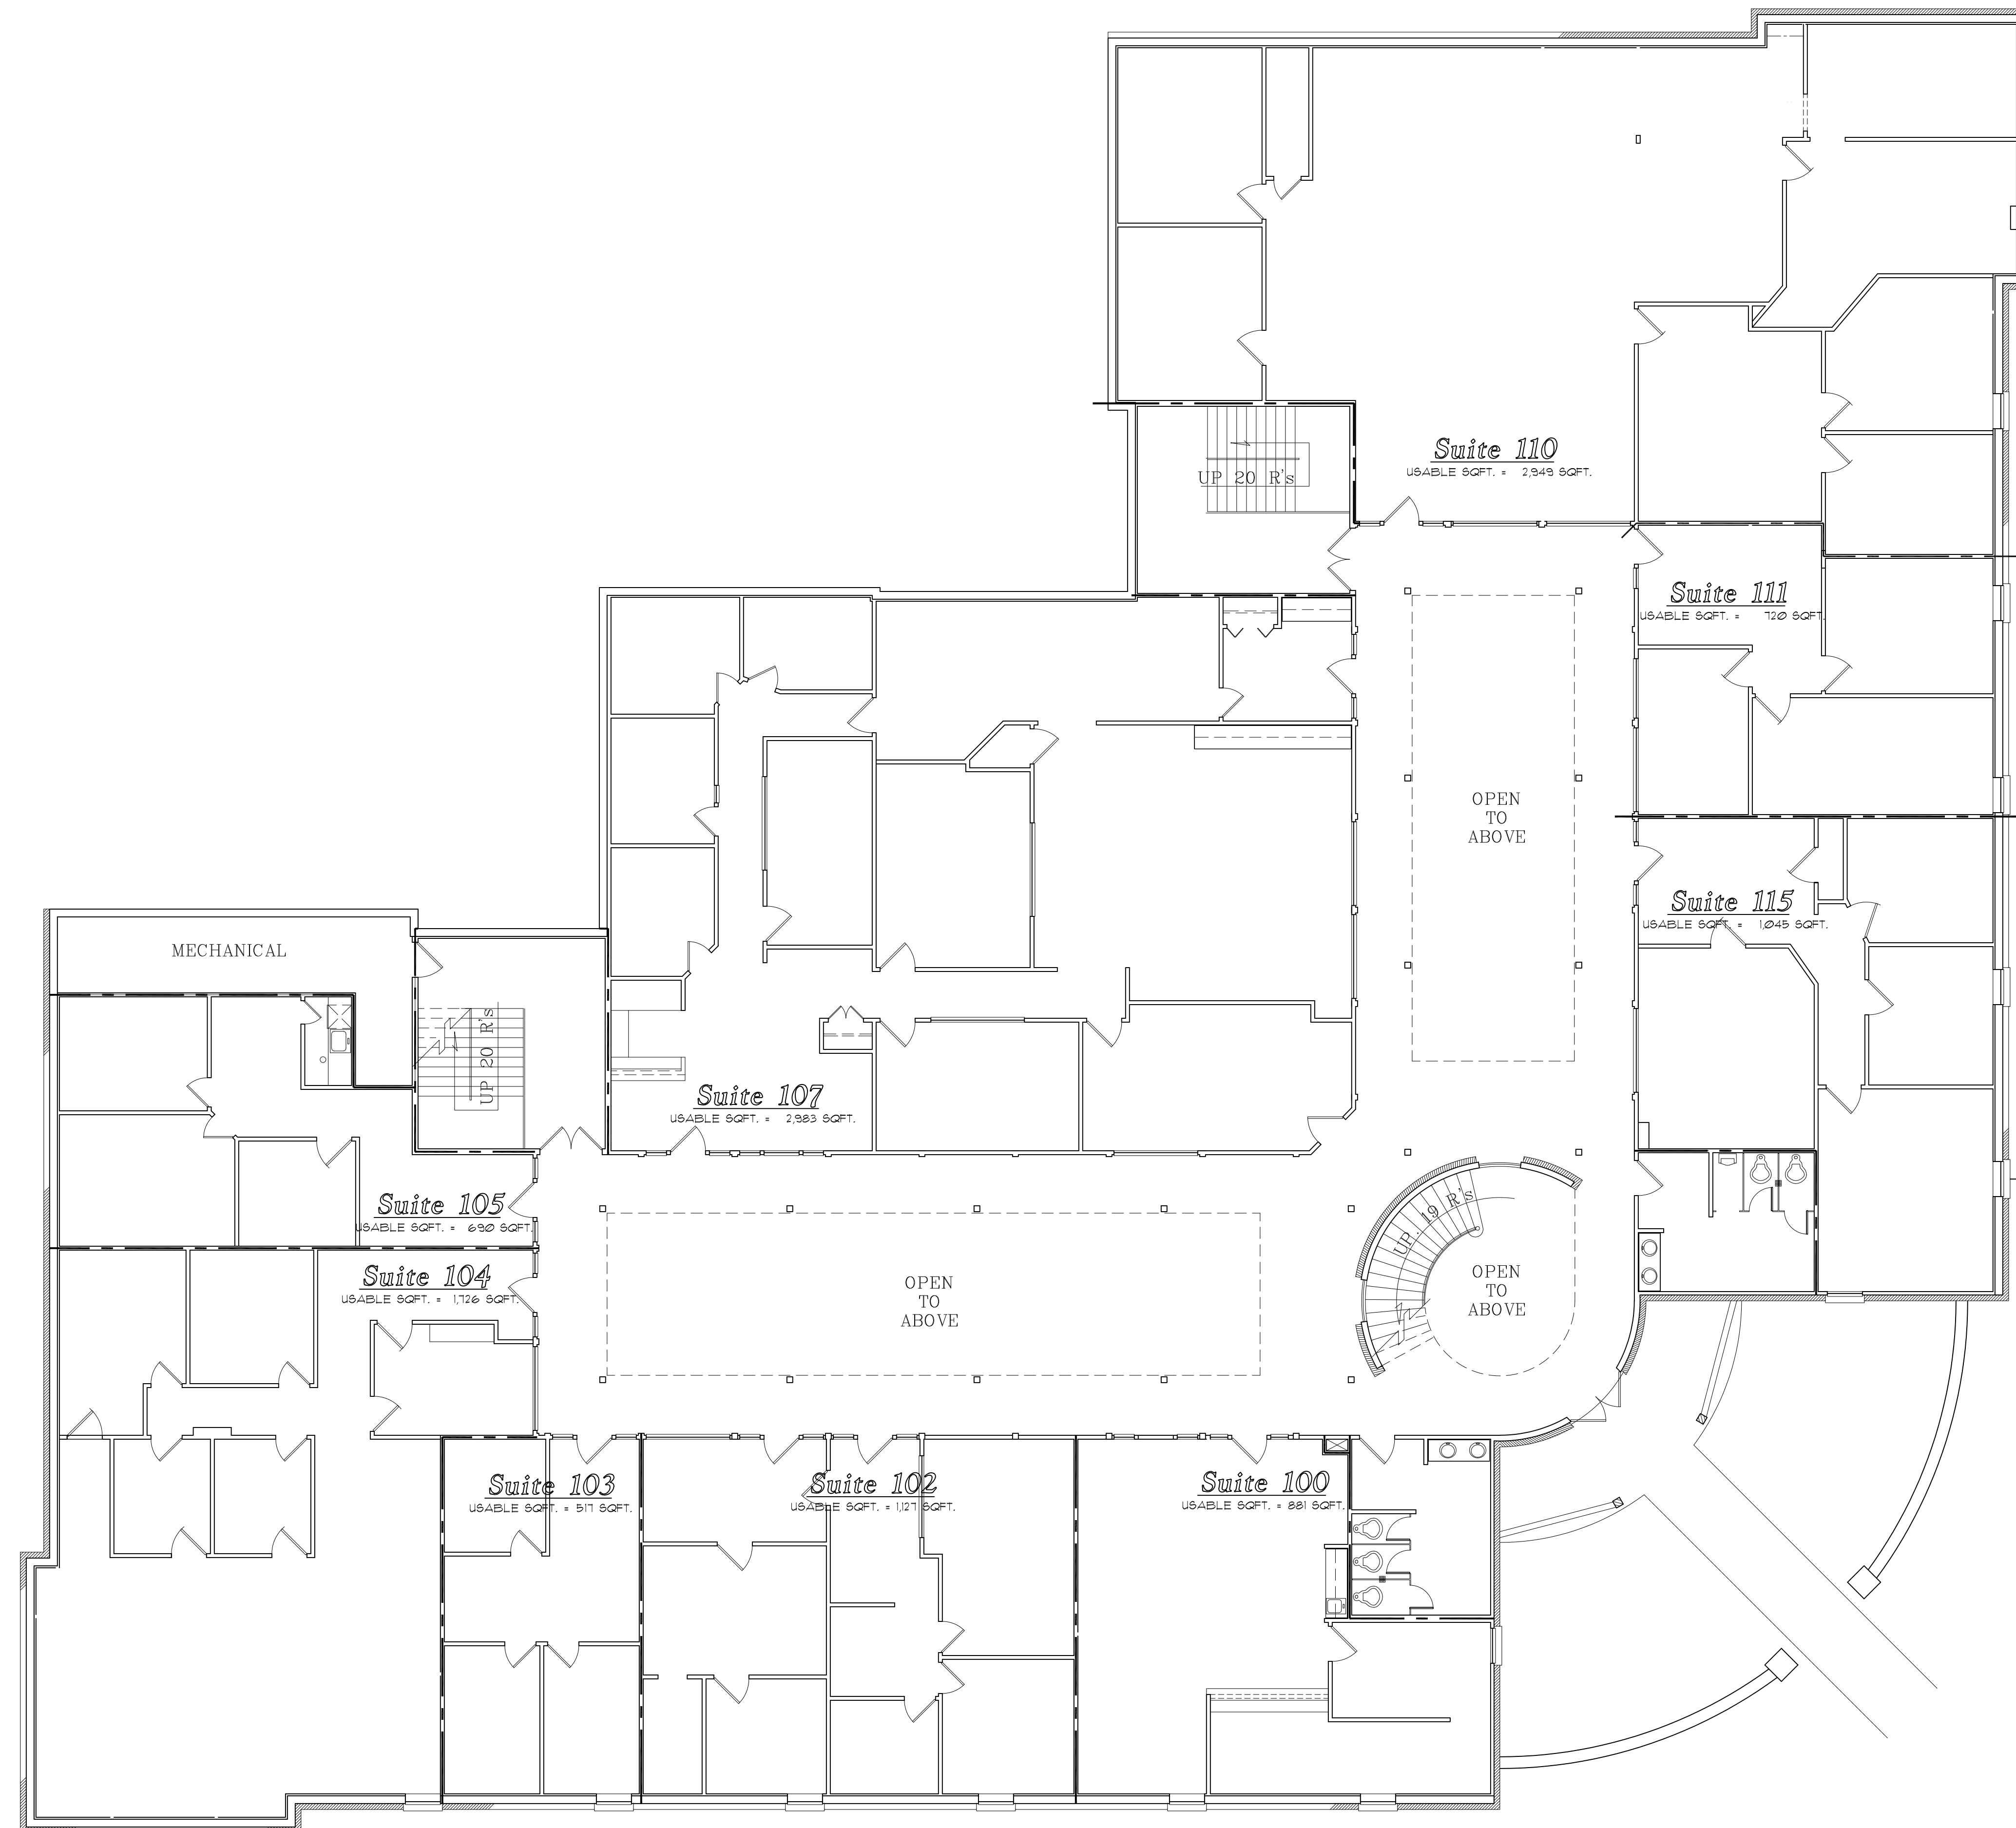 Suite 110
USABLE SQFT. = 2,949 SQFT.
UP 20 R's
Suite 111
USABLE SQFT. = 720 SQFT.
OPEN
TO
ABOVE
Suite 115
USABLE SQFT. = 1,045 SQFT.
MECHANICAL
UP 20 R's
Suite 107
USABLE SQFT. = 2,983 SQFT.
Suite 105
USABLE SQFT. = 690 SQFT.
UP. 19 R's
Suite 104
USABLE SQFT. = 1,726 SQFT.
OPEN
TO
ABOVE
OPEN
TO
ABOVE
Suite 103
USABLE SQFT. = 517 SQFT.
Suite 102
USABLE SQFT. = 1,127 SQFT.
Suite 100
USABLE SQFT. = 881 SQFT.